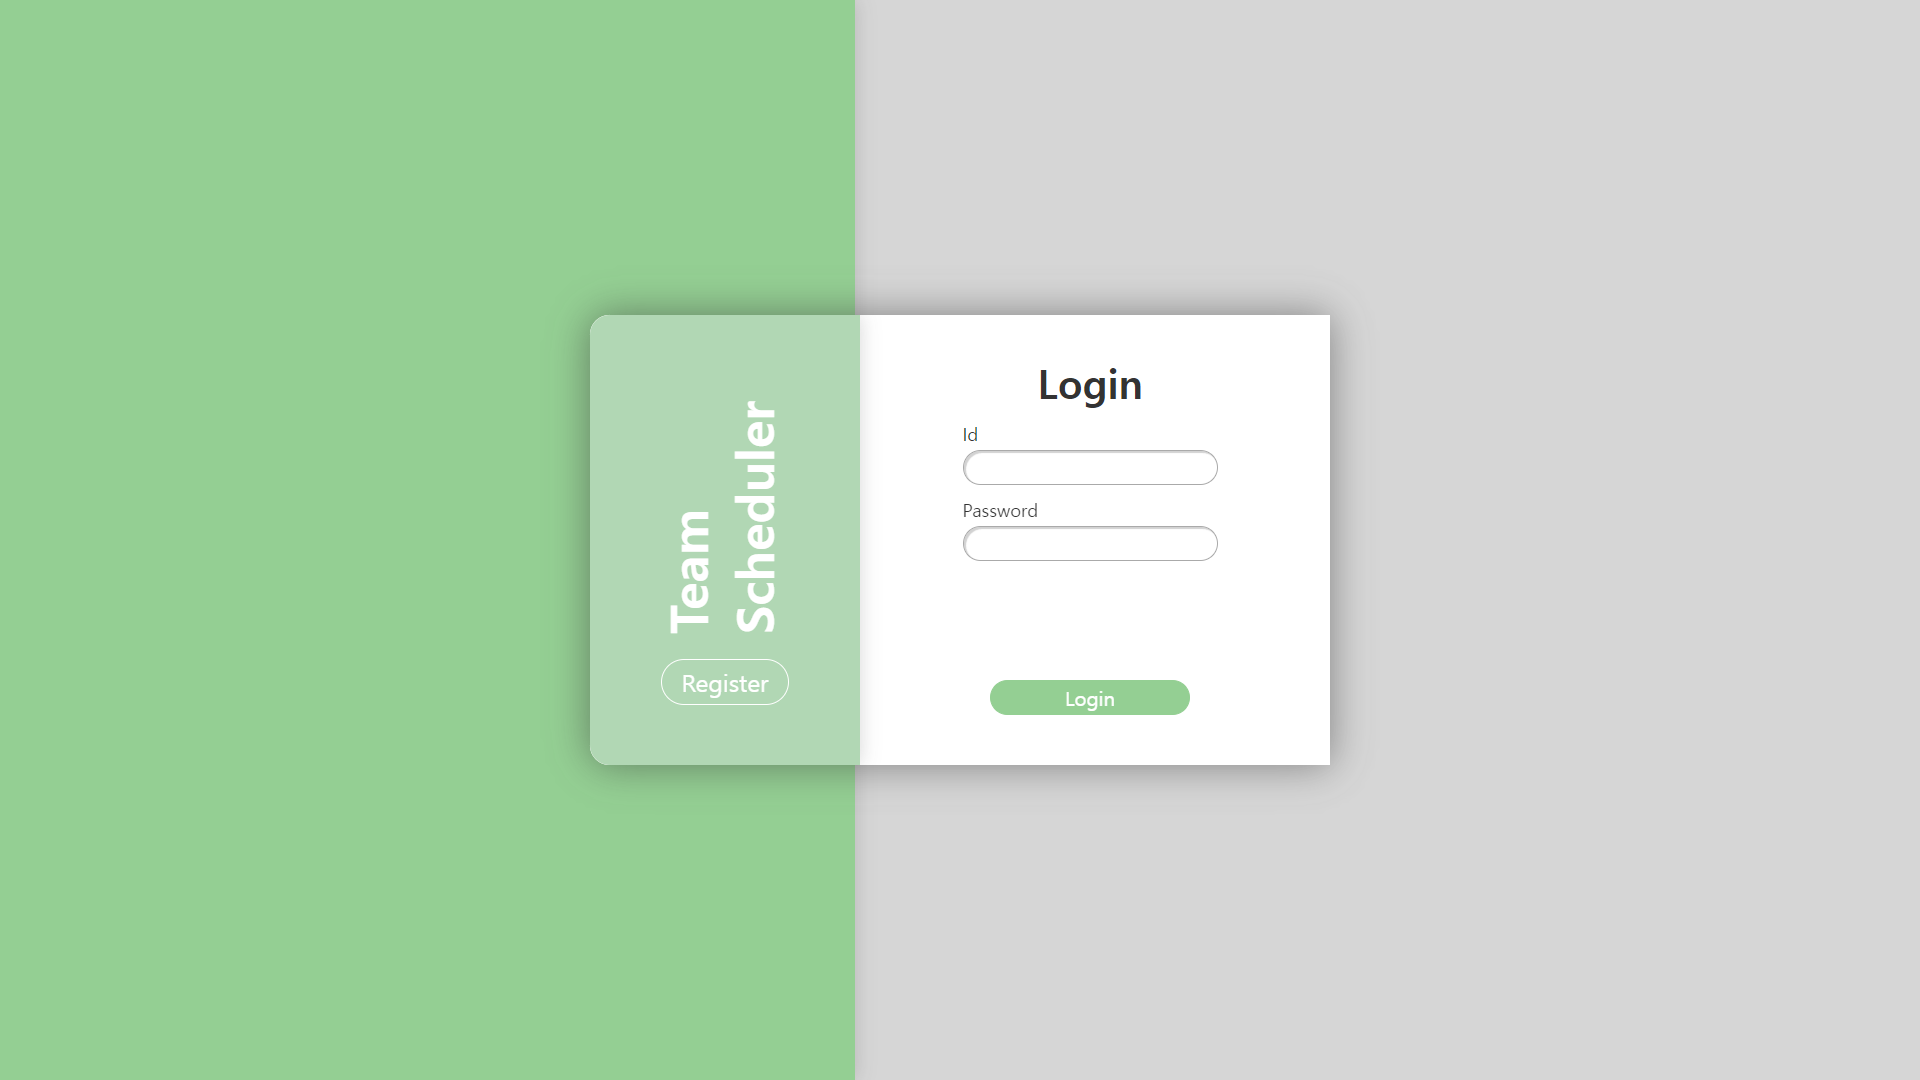 Team
Scheduler
Register
Login
Id
Password
Login